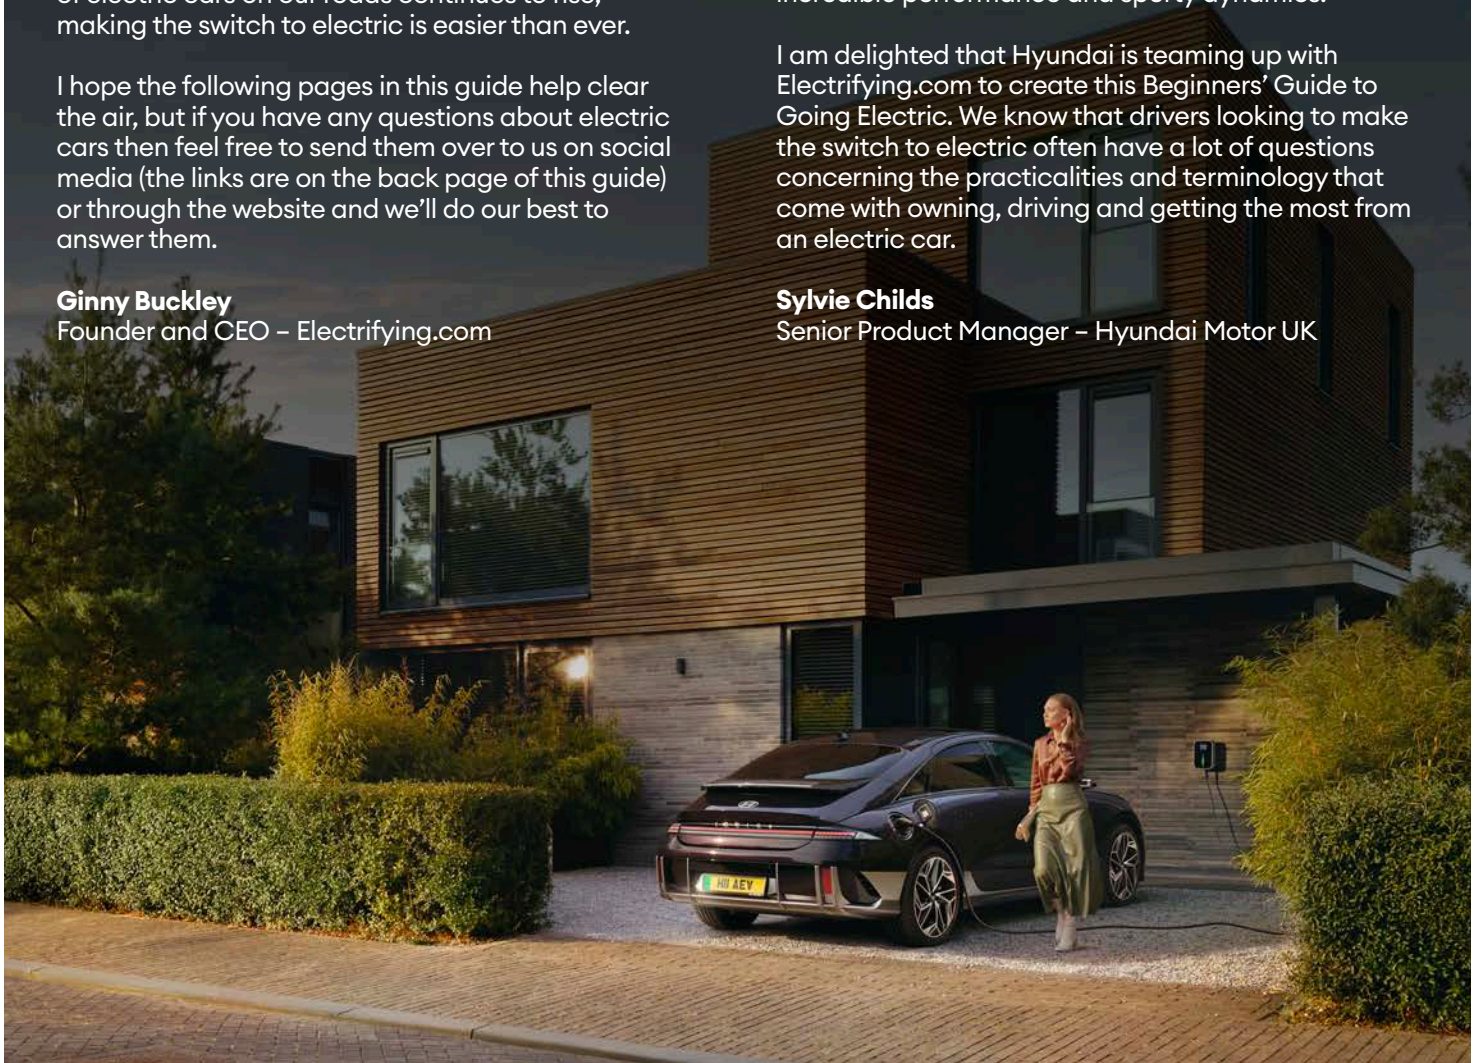 making the switch to electric is easier than ever.
I hope the following pages in this guide help clear
the air, but if you have any questions about electric
cars then feel free to send them over to us on social
media (the links are on the back page of this guide)
or through the website and we'll do our best to
answer them.
Ginny Buckley
Founder and CEO – Electrifying.com
I am delighted that Hyundai is teaming up with
Electrifying.com to create this Beginners' Guide to
Going Electric. We know that drivers looking to make
the switch to electric often have a lot of questions
concerning the practicalities and terminology that
come with owning, driving and getting the most from
an electric car.
Sylvie Childs
Senior Product Manager – Hyundai Motor UK
IONIQ 6
HI1 AEV